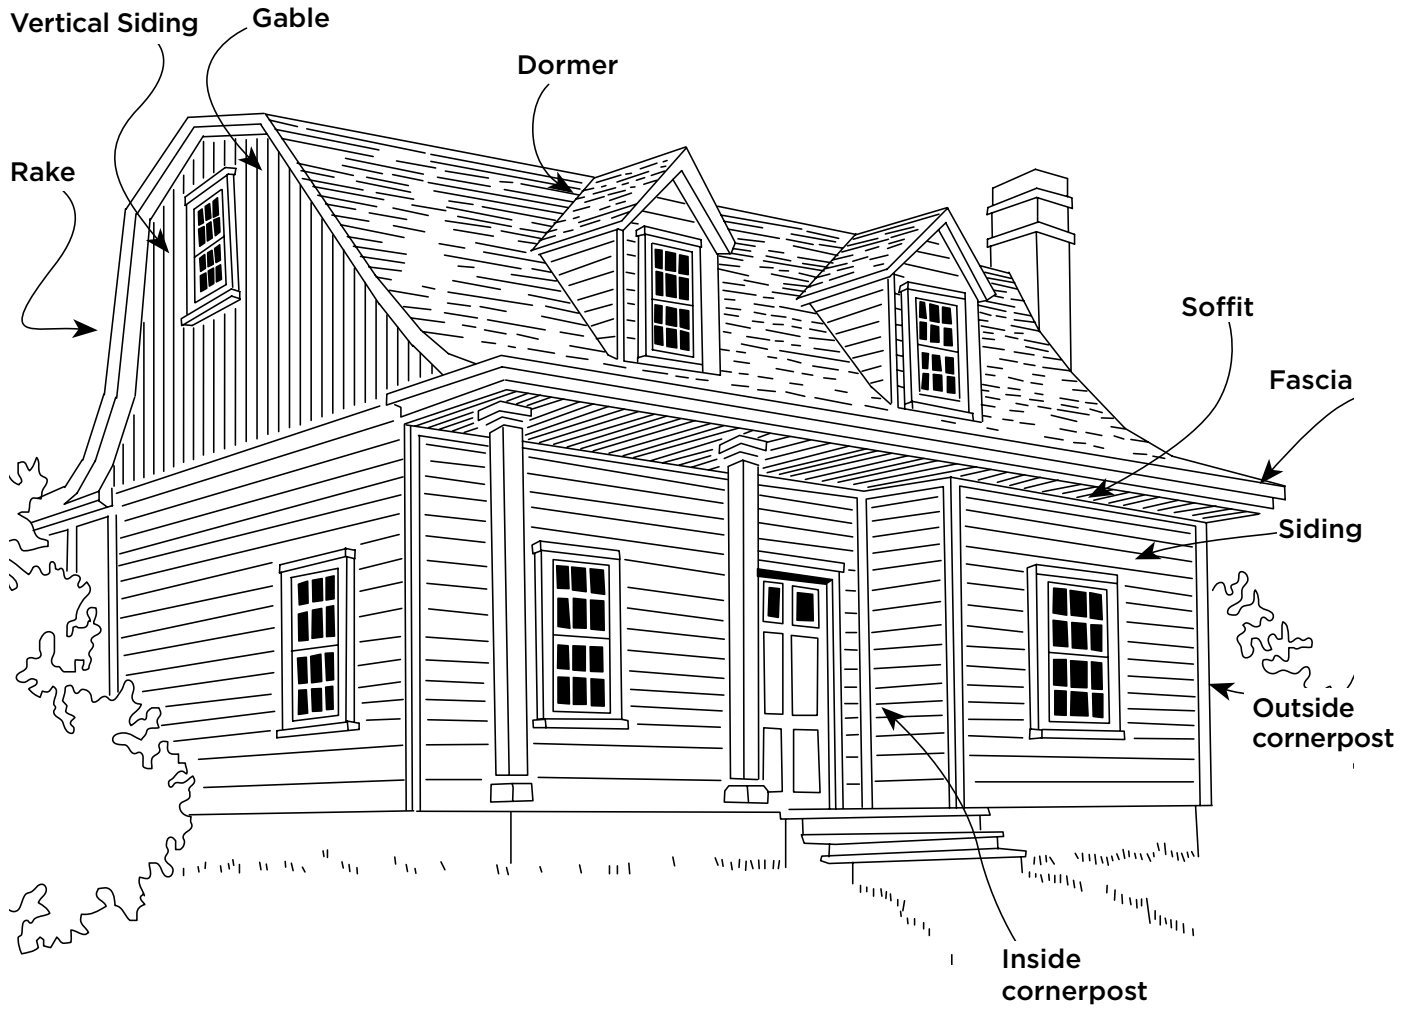 Vertical Siding
Gable
Dormer
Rake
Soffit
Fascia
Siding
Outside
cornerpost
Inside
cornerpost